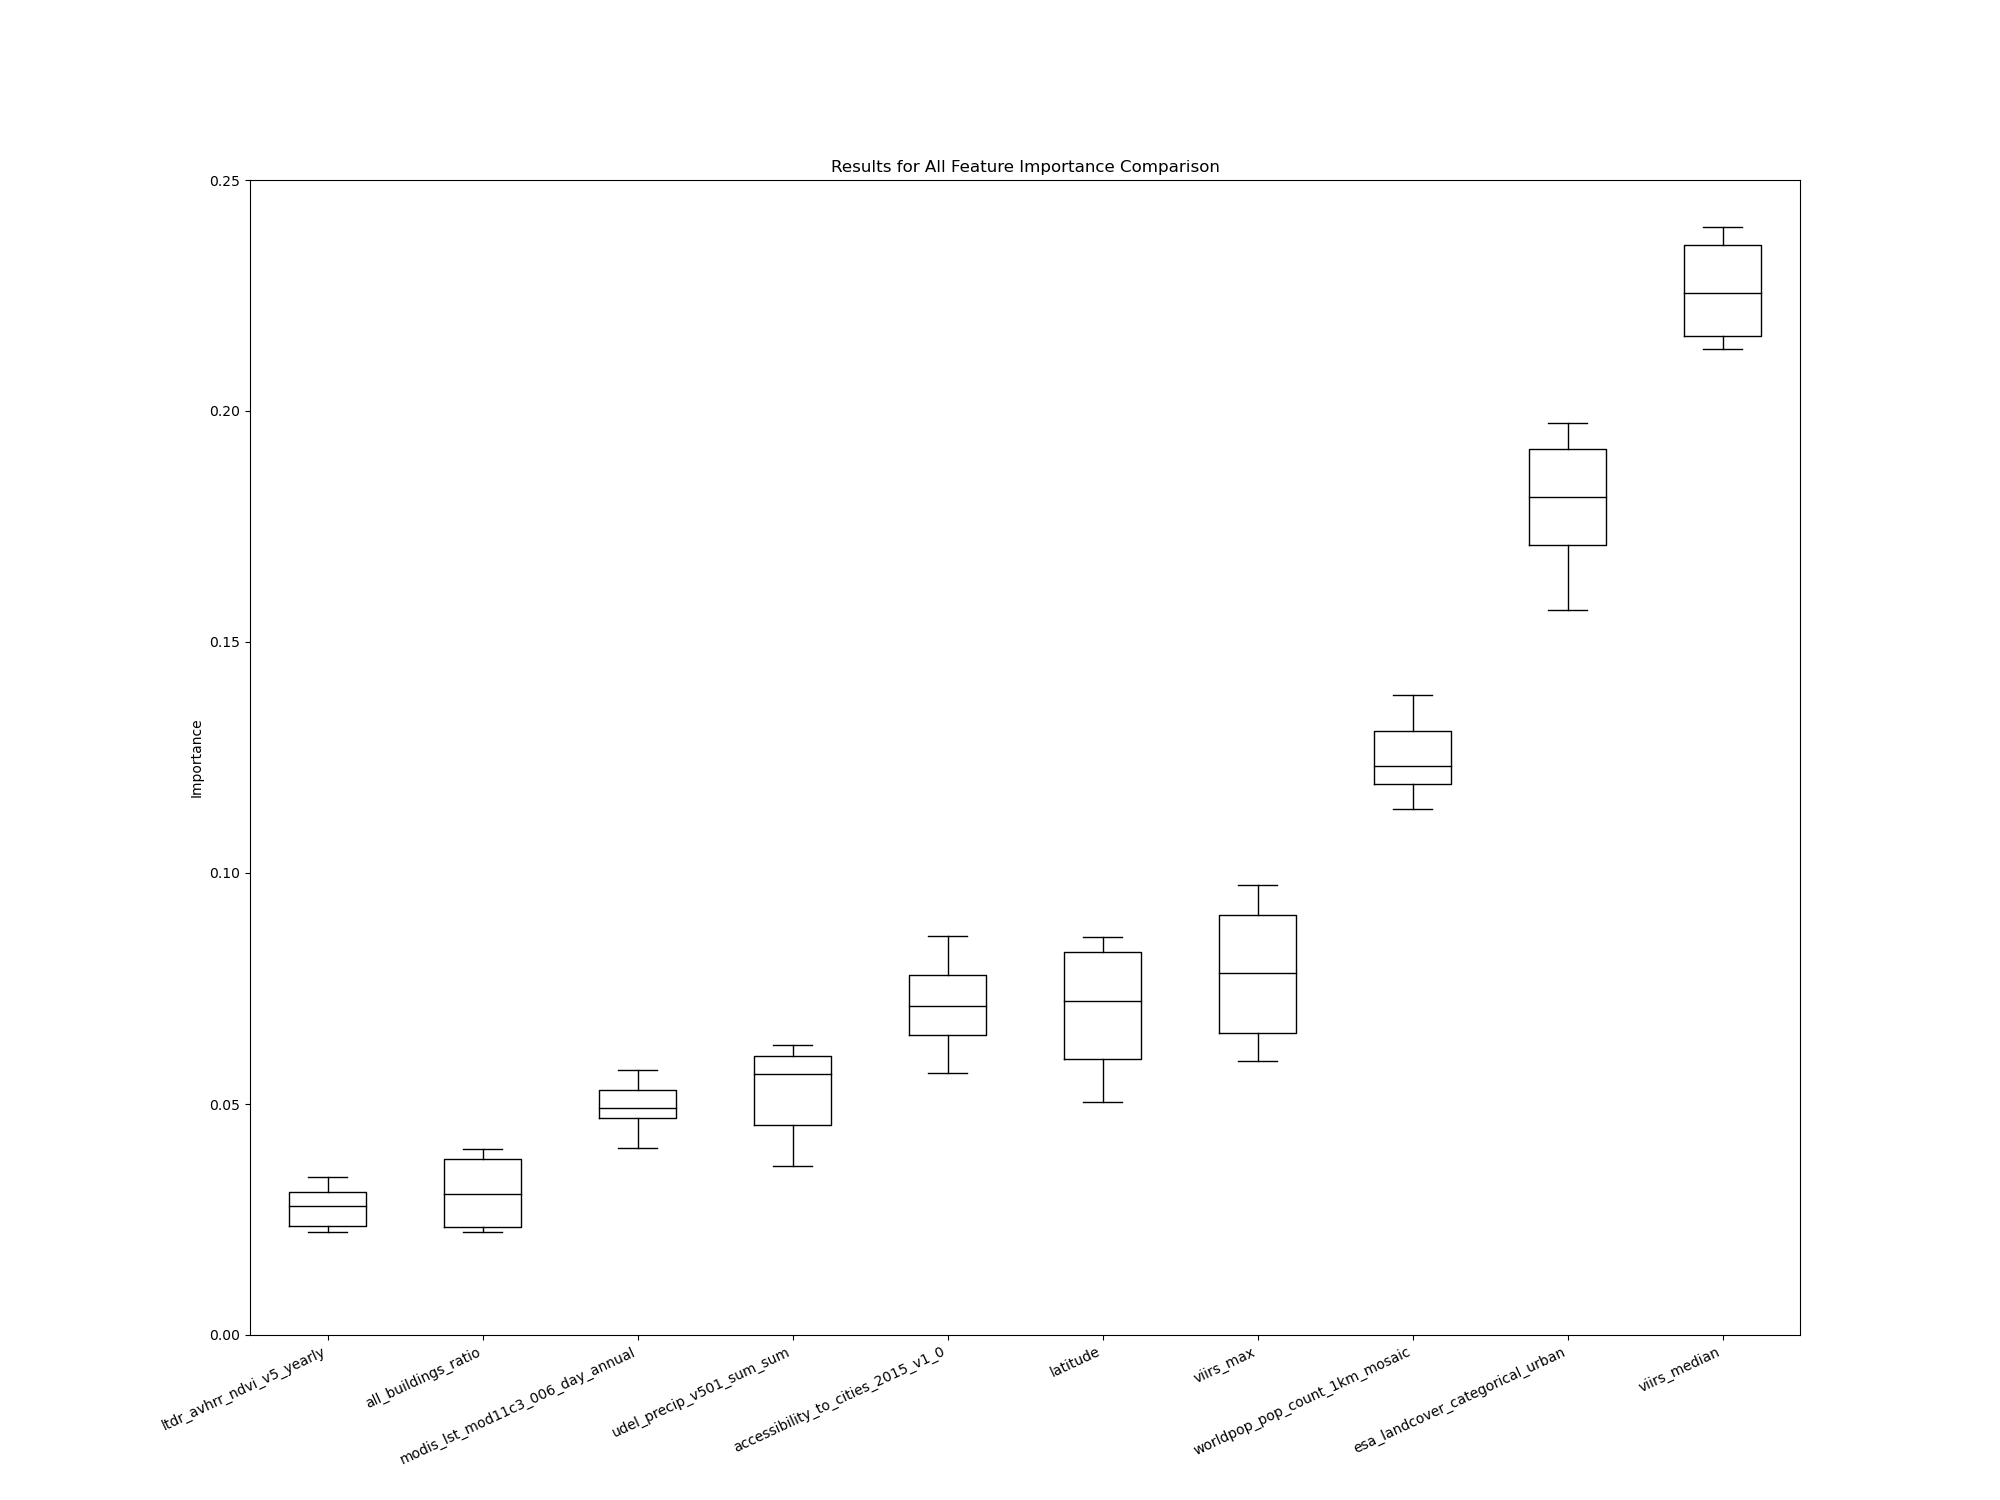 Results for All Feature Importance Comparison
0.25
0.20
0.15
0.10
0.05
0.00
Importance
ltdr_avhrr_ndvi_v5_yearly
all_buildings_ratio
modis_lst_mod11c3_006_day_annual
udel_precip_v501_sum_sum
accessibility_to_cities_2015_v1_0
latitude
viirs_max
worldpop_pop_count_1km_mosaic
esa_landcover_categorical_urban
viirs_median